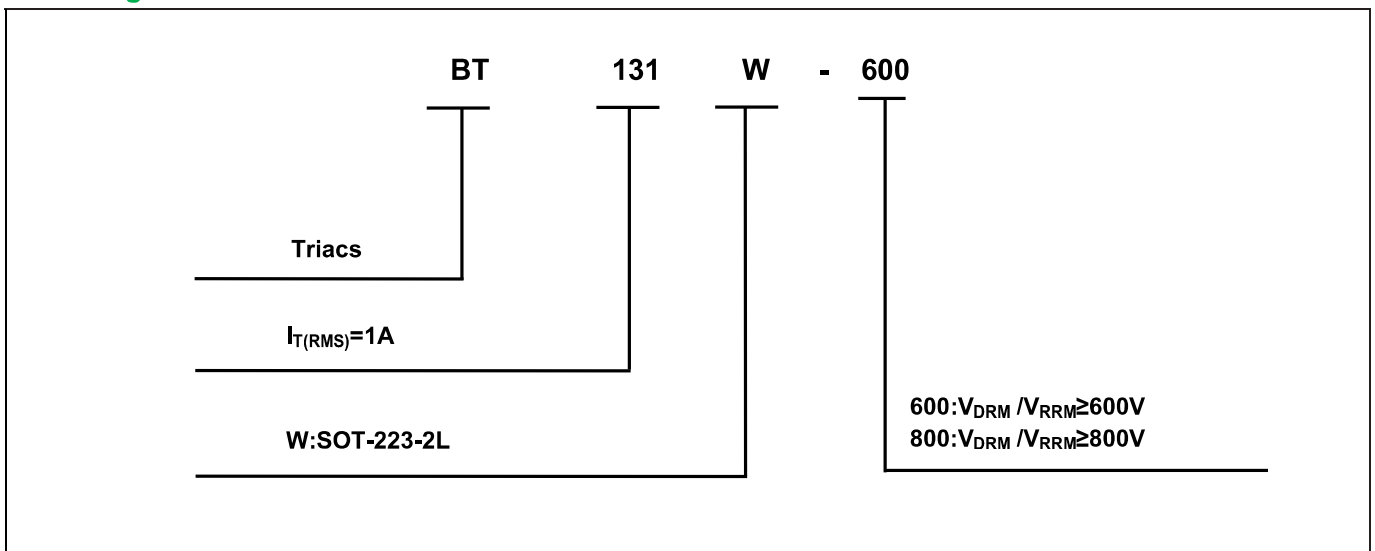 BT 131 W - 600
Triacs
IT(RMS)=1A
600:VDRM /VRRM≥600V
800:VDRM /VRRM≥800V
W:SOT-223-2L